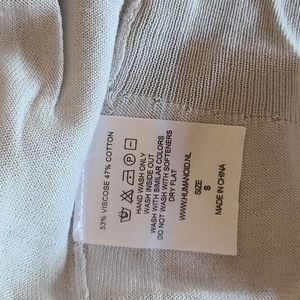 53% VISCOSE 47% COTTON
HAND WASH ONLY
WASH INSIDE OUT
WASH WITH SIMILAR COLORS
DO NOT WASH WITH SOFTENERS
DRY FLAT
WWW.HUMANOID.NL
SIZE
S
MADE IN CHINA